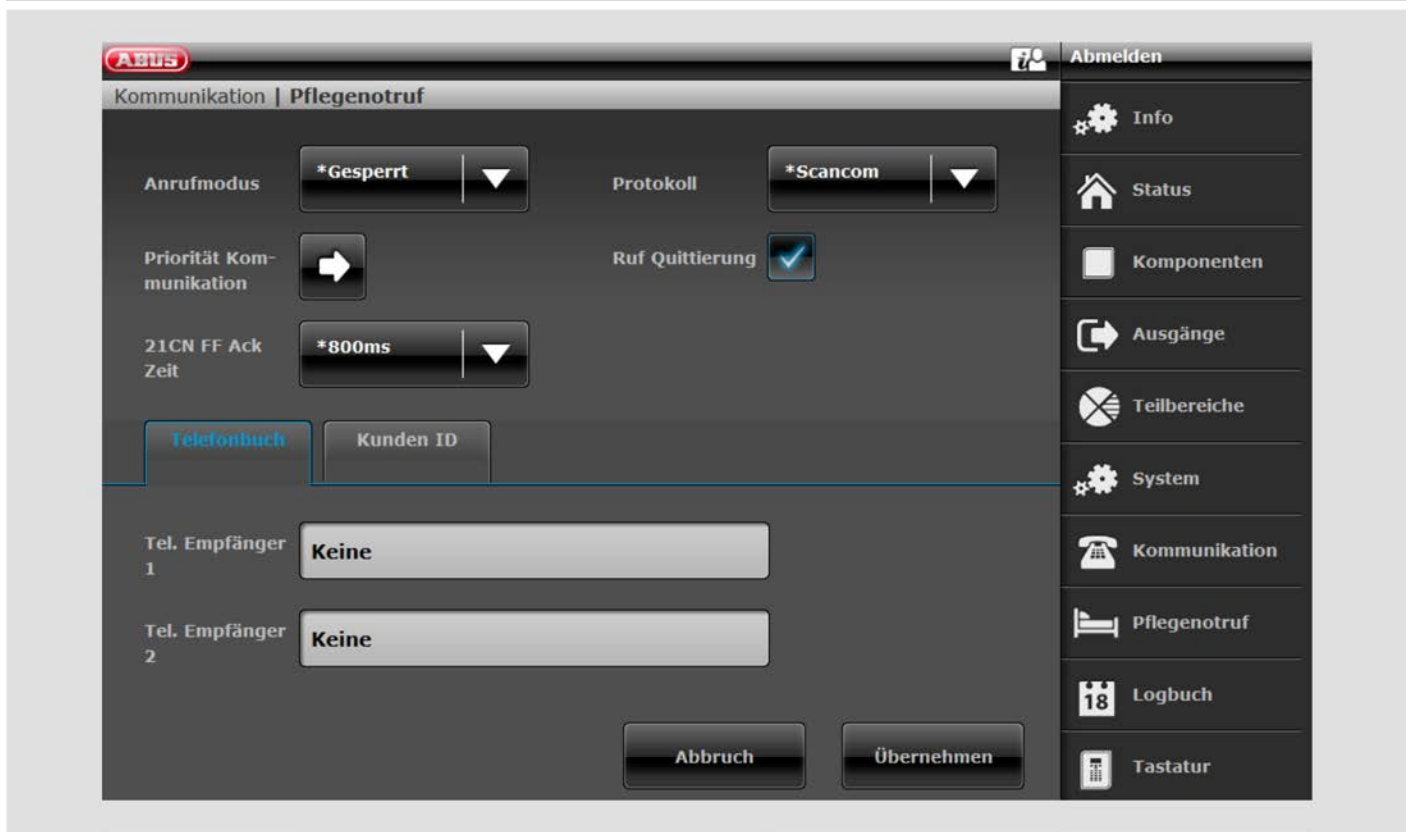 ABUS
Abmelden
Kommunikation | Pflegenotruf
Anrufmodus
*Gesperrt
Protokoll
*Scancom
Priorität Kom-
munikation
Ruf Quittierung
21CN FF Ack
Zeit
*800ms
Telefonbuch
Kunden ID
Tel. Empfänger
1
Keine
Tel. Empfänger
2
Keine
Abbruch
Übernehmen
Info
Status
Komponenten
Ausgänge
Teilbereiche
System
Kommunikation
Pflegenotruf
18
Logbuch
Tastatur